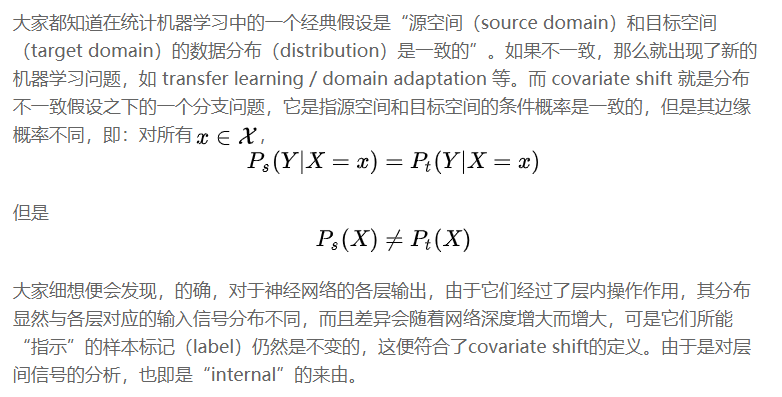 大家都知道在统计机器学习中的一个经典假设是“源空间（source domain）和目标空间
（target domain）的数据分布（distribution）是一致的”。如果不一致，那么就出现了新的
机器学习问题，如 transfer learning / domain adaptation 等。而 covariate shift 就是分布
不一致假设之下的一个分支问题，它是指源空间和目标空间的条件概率是一致的，但是其边缘
概率不同，即：对所有 x ∈ 𝒳，
P_s(Y|X = x) = P_t(Y|X = x)
但是
P_s(X) ≠ P_t(X)
大家细想便会发现，的确，对于神经网络的各层输出，由于它们经过了层内操作作用，其分布
显然与各层对应的输入信号分布不同，而且差异会随着网络深度增大而增大，可是它们所能
“指示”的样本标记（label）仍然是不变的，这便符合了covariate shift的定义。由于是对层
间信号的分析，也即是“internal”的来由。